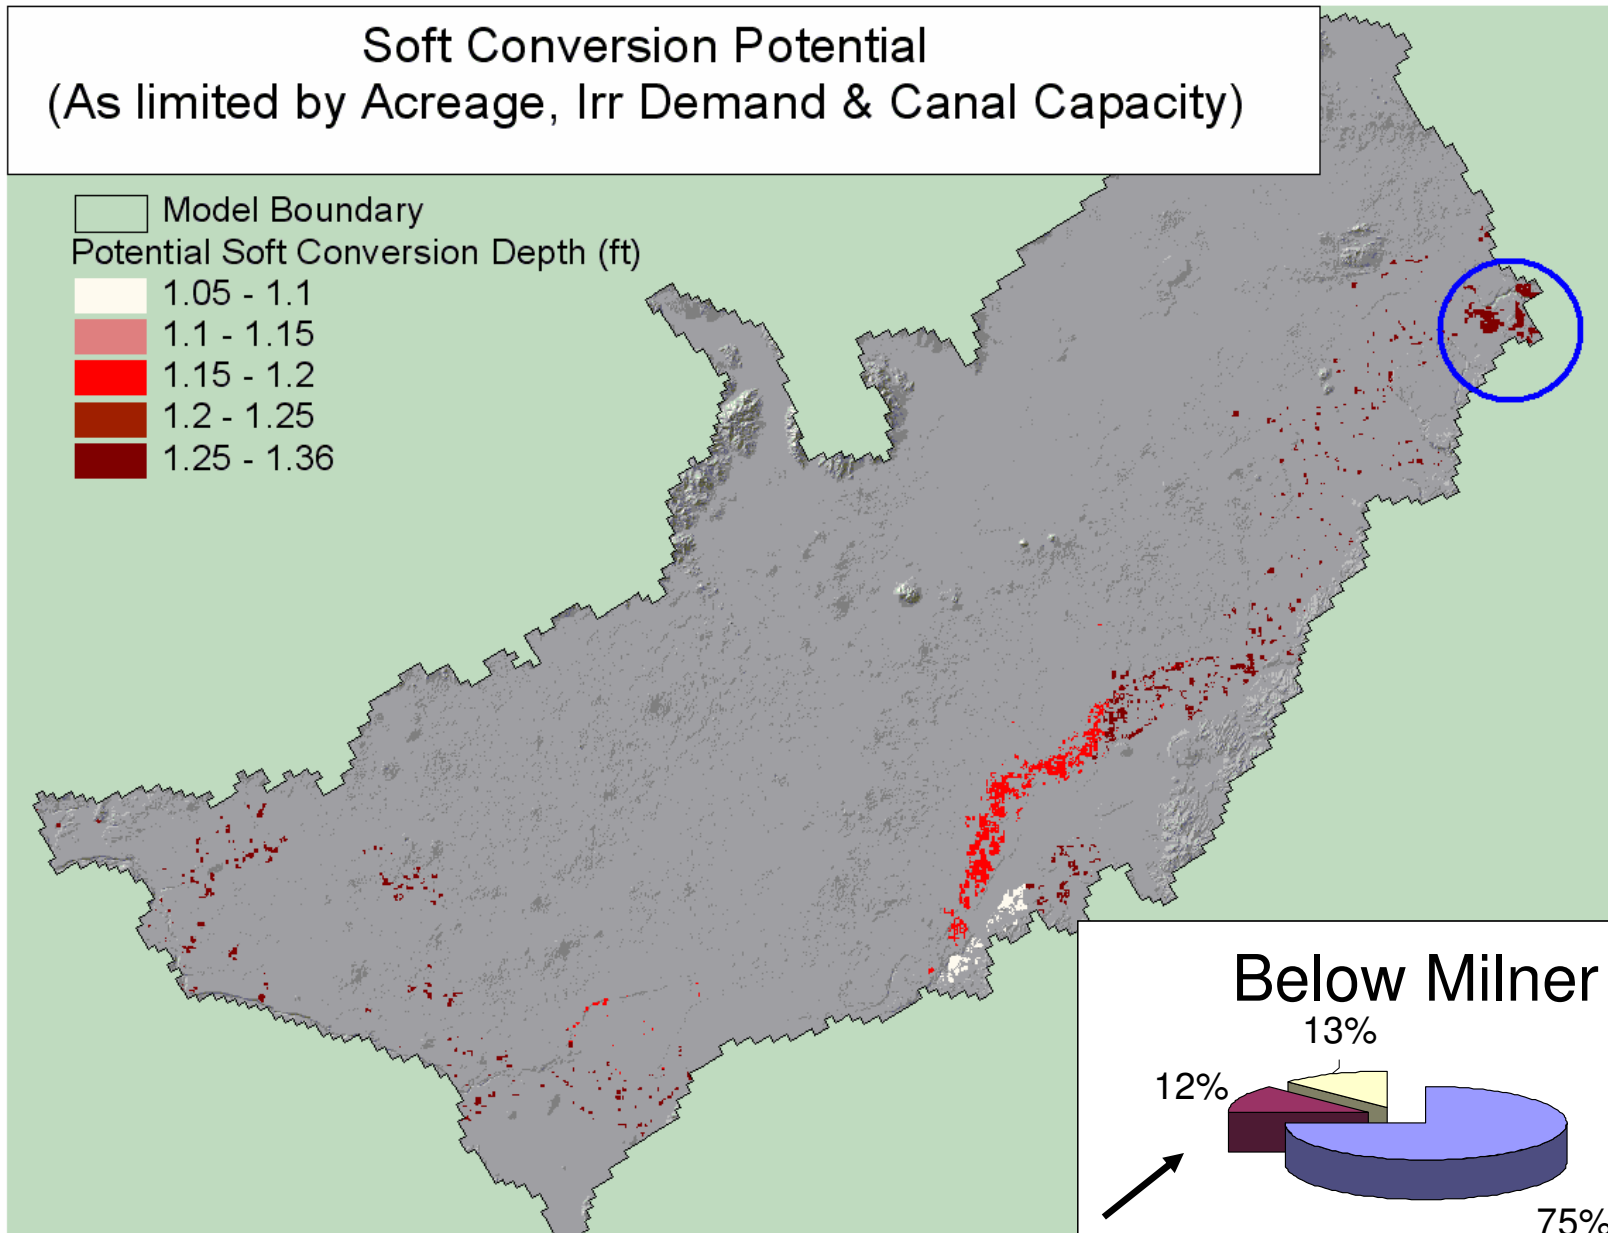 Soft Conversion Potential
(As limited by Acreage, Irr Demand & Canal Capacity)
Model Boundary
Potential Soft Conversion Depth (ft)
1.05 - 1.1
1.1 - 1.15
1.15 - 1.2
1.2 - 1.25
1.25 - 1.36
Below Milner
13%
12%
75%